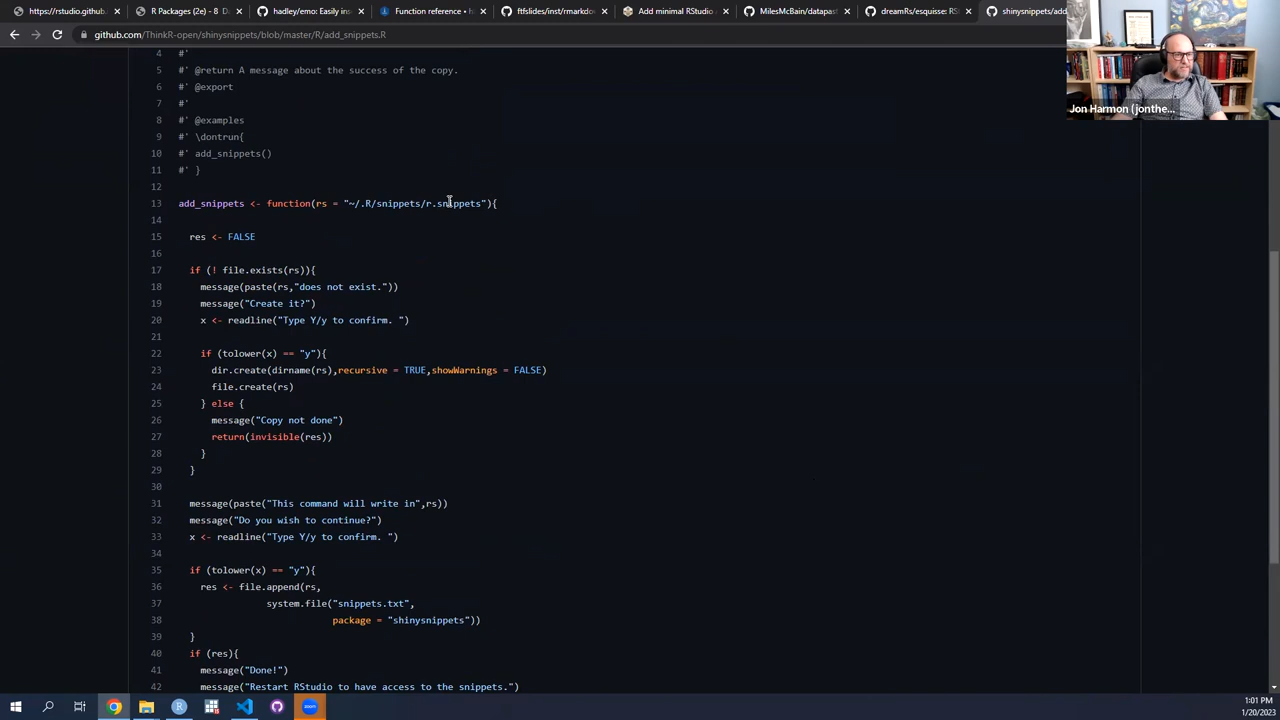 https://rstudio.github. × R Packages (2e) - 8 D × hadley/emo: Easily ins × Function reference • h × ftfslides/inst/rmarkdo × Add minimal RStudio × MilesMcBain/datapast × dreamRs/esquisse: RS × shinysnippets/add
github.com/ThinkR-open/shinysnippets/blob/master/R/add_snippets.R
Jon Harmon (jonthe...
4 #'
5 #' @return A message about the success of the copy.
6 #' @export
7 #'
8 #' @examples
9 #' \dontrun{
10 #' add_snippets()
11 #' }
12
13 add_snippets <- function(rs = "~/.R/snippets/r.snippets"){
14
15 res <- FALSE
16
17 if (! file.exists(rs)){
18 message(paste(rs,"does not exist."))
19 message("Create it?")
20 x <- readline("Type Y/y to confirm. ")
21
22 if (tolower(x) == "y"){
23 dir.create(dirname(rs),recursive = TRUE,showWarnings = FALSE)
24 file.create(rs)
25 } else {
26 message("Copy not done")
27 return(invisible(res))
28 }
29 }
30
31 message(paste("This command will write in",rs))
32 message("Do you wish to continue?")
33 x <- readline("Type Y/y to confirm. ")
34
35 if (tolower(x) == "y"){
36 res <- file.append(rs,
37 system.file("snippets.txt",
38 package = "shinysnippets"))
39 }
40 if (res){
41 message("Done!")
42 message("Restart RStudio to have access to the snippets.")
zoom
1:01 PM
1/20/2023